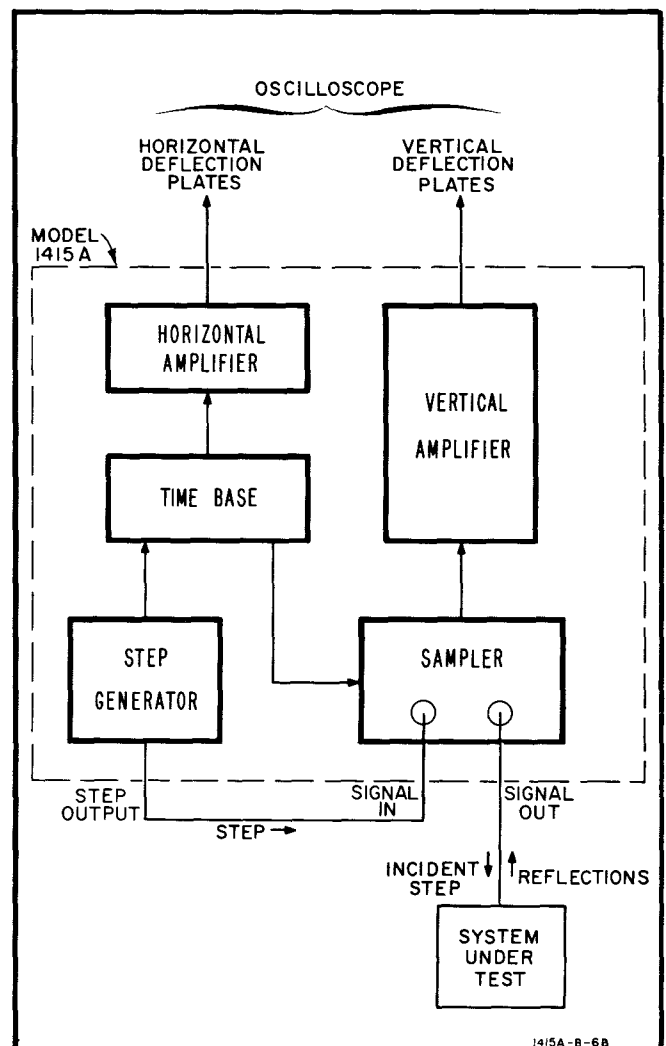 OSCILLOSCOPE
HORIZONTAL
DEFLECTION
PLATES
VERTICAL
DEFLECTION
PLATES
MODEL
1415A
HORIZONTAL
AMPLIFIER
VERTICAL
AMPLIFIER
TIME BASE
STEP
GENERATOR
SAMPLER
STEP
OUTPUT
STEP
SIGNAL
IN
SIGNAL
OUT
INCIDENT
STEP
REFLECTIONS
SYSTEM
UNDER
TEST
1415A-B-6B